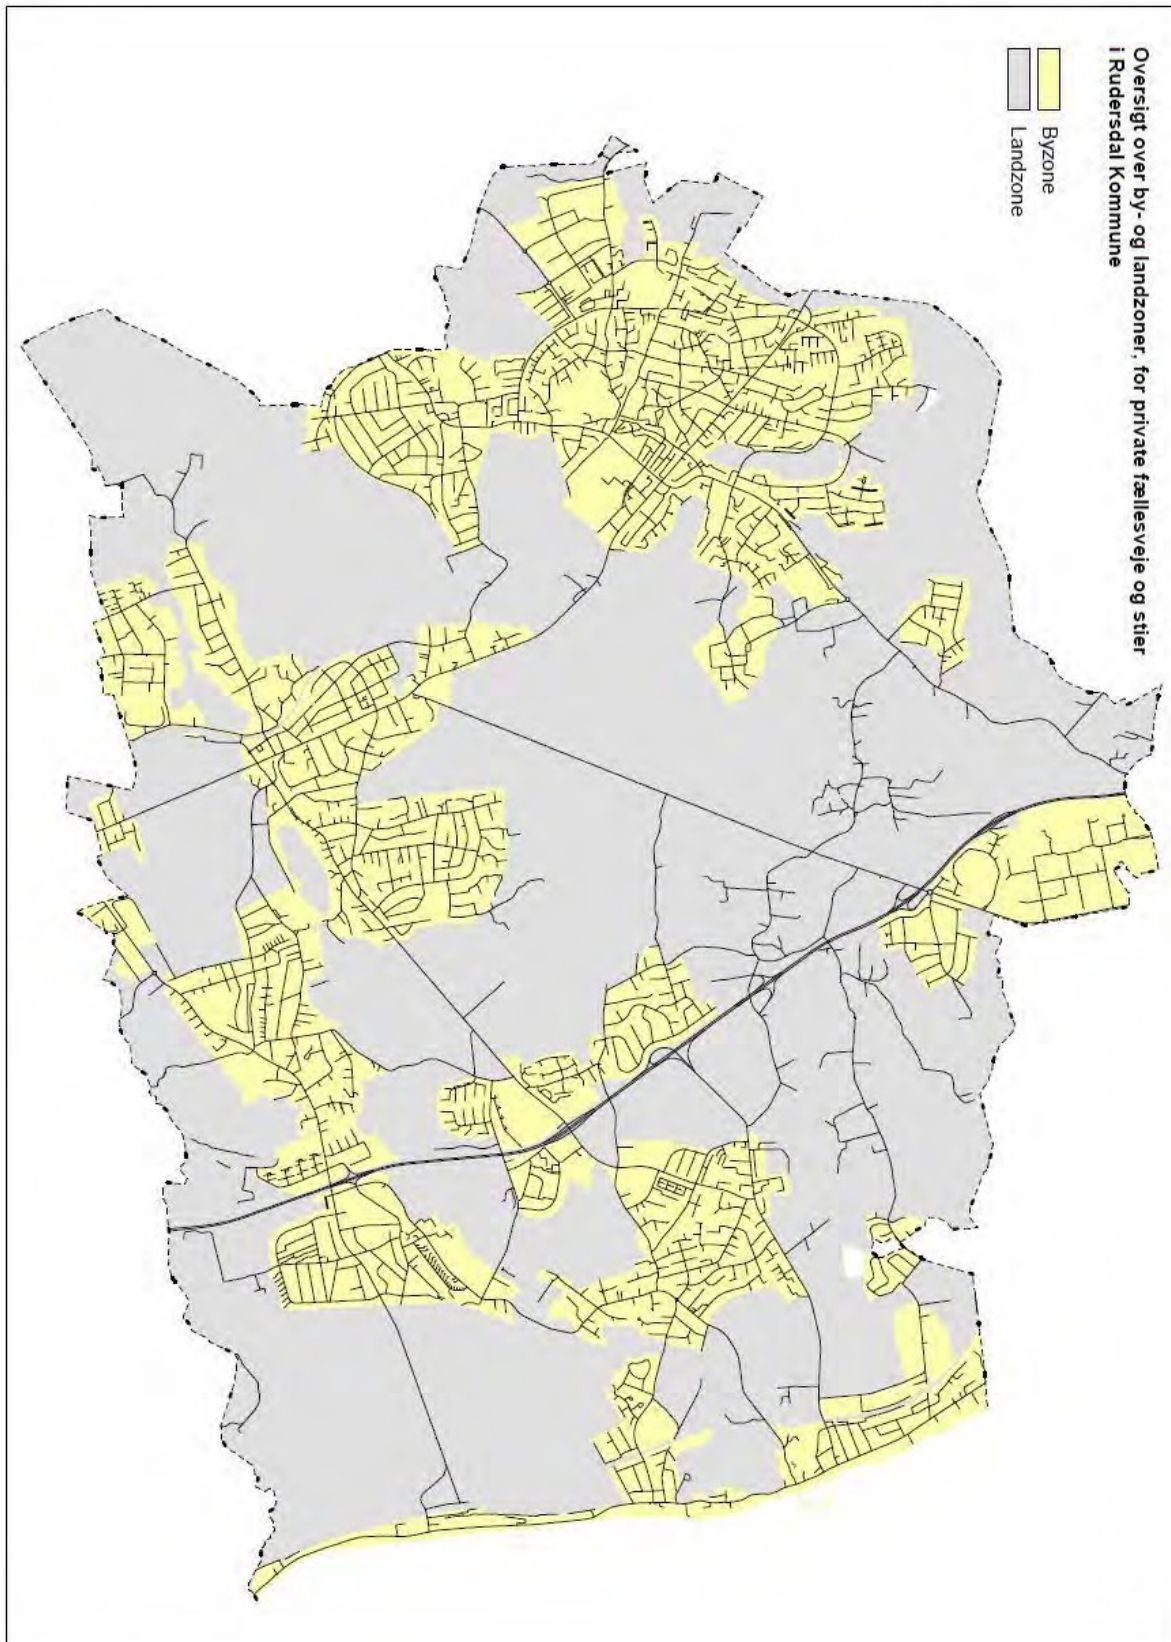 Oversigt over by- og landzoner, for private fællesveje og stier
i Rudersdal Kommune
Byzone
Landzone